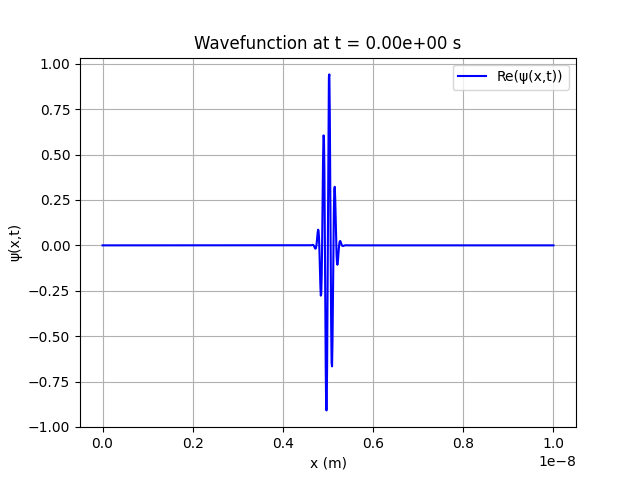 Wavefunction at t = 0.00e+00 s
Re(ψ(x,t))
ψ(x,t)
1.00
0.75
0.50
0.25
0.00
−0.25
−0.50
−0.75
−1.00
0.0 0.2 0.4 0.6 0.8 1.0
x (m)
1e−8